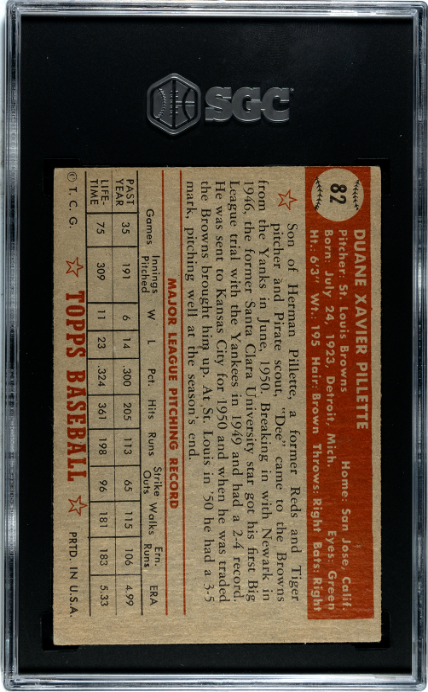 SGC
82
DUANE XAVIER PILLETTE
Pitcher: St. Louis Browns Home: San Jose, Calif.
Born: July 24, 1923, Detroit, Mich. Eyes: Green
Ht.: 6'3" Wt.: 195 Hair: Brown Throws: Right Bats: Right
Son of Herman Pillette, a former Reds and Tiger
pitcher and Pirate scout, "Dee" came to the Browns
from the Yanks in June, 1950. Breaking in with Newark in
1946, the former Santa Clara University star got his first Big
League trial with the Yankees in 1949 and had a 2-4 record.
He was sent to Kansas City for 1950 and when he was traded
the Browns brought him up. At St. Louis in '50 he had a 3-5
mark, pitching well at the season's end.
MAJOR LEAGUE PITCHING RECORD
Games Innings Pitched W L Pct. Hits Runs Strike Outs Walks Ern. Runs ERA
PAST YEAR 35 191 6 14 .300 205 113 65 115 106 4.99
LIFE-TIME 75 309 11 23 .324 361 198 96 181 183 5.33
© T. C. G. TOPPS BASEBALL PRTD. IN U.S.A.